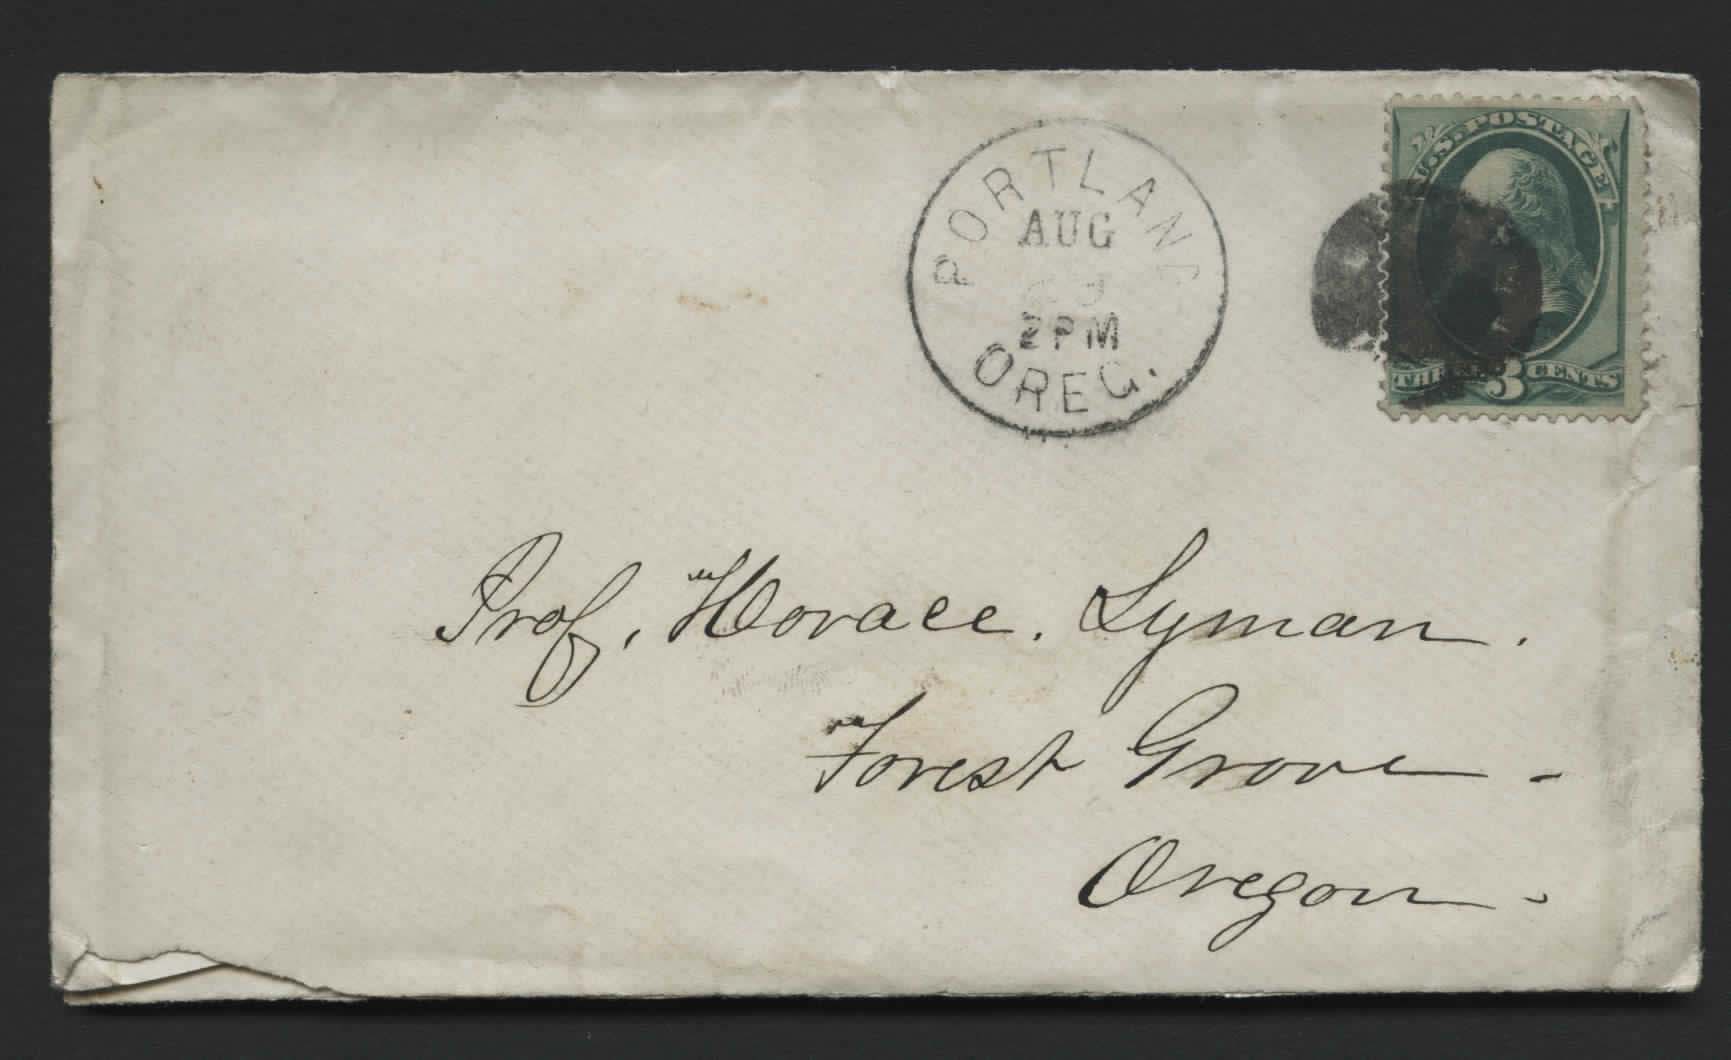 PORTLAND
AUG
2 PM
OREG.
U.S. POSTAGE
THREE 3 CENTS
Prof. Horace. Lyman.
Forest Grove -
Oregon -